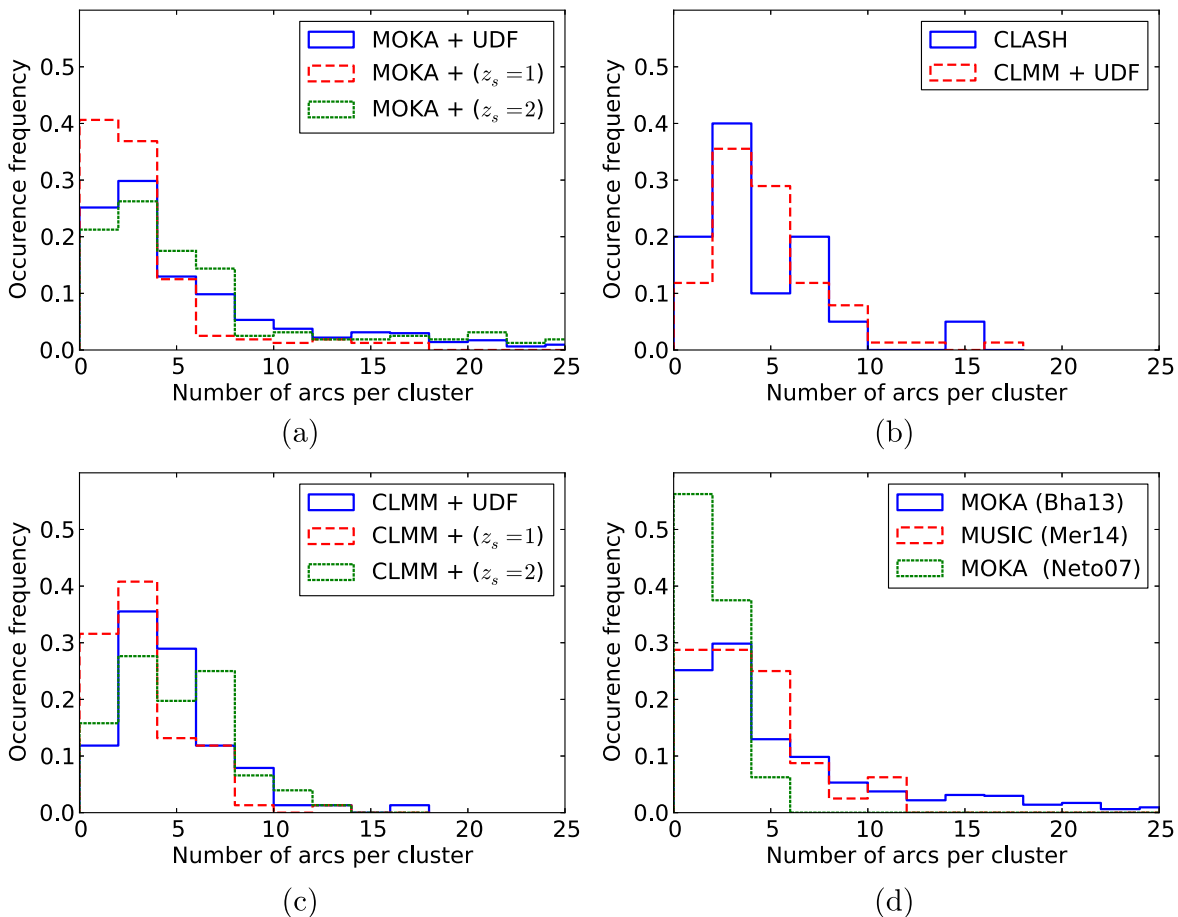 Occurence frequency
0.5
0.4
0.3
0.2
0.1
0.0
MOKA + UDF
MOKA + (z_s = 1)
MOKA + (z_s = 2)
0 5 10 15 20 25
Number of arcs per cluster
(a)
Occurence frequency
0.5
0.4
0.3
0.2
0.1
0.0
CLASH
CLMM + UDF
0 5 10 15 20 25
Number of arcs per cluster
(b)
Occurence frequency
0.5
0.4
0.3
0.2
0.1
0.0
CLMM + UDF
CLMM + (z_s = 1)
CLMM + (z_s = 2)
0 5 10 15 20 25
Number of arcs per cluster
(c)
Occurence frequency
0.5
0.4
0.3
0.2
0.1
0.0
MOKA (Bha13)
MUSIC (Mer14)
MOKA (Neto07)
0 5 10 15 20 25
Number of arcs per cluster
(d)